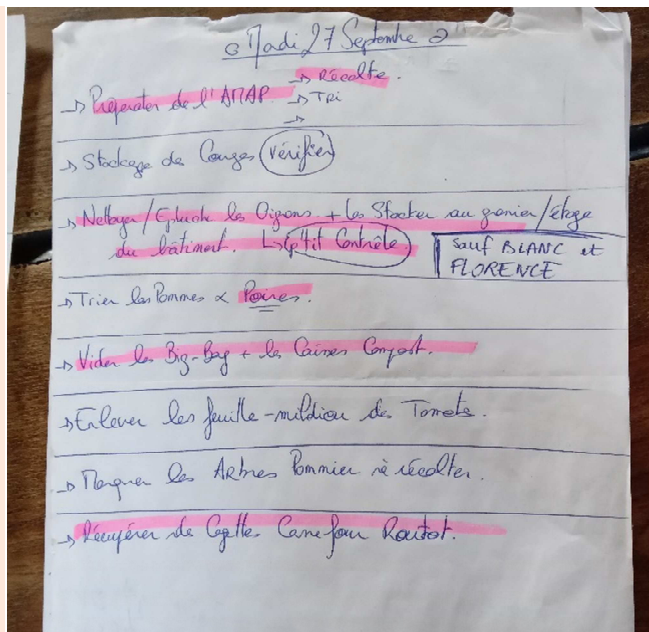 Mardi 27 Septembre
→ Préparation de l'AMAP → Récolte.
→ Tri
→
→ Stockage de Courges (vérifier)
→ Nettoyer/Eplucher les Oignons + les Stocker au grenier/étage
du bâtiment. ↳ (p'tit Contrôle)
Sauf BLANC et
FLORENCE
→ Trier les Pommes & Poires.
→ Vider les Big-Bag + les Caisses Compost.
→ Enlever les feuille-mildiou des Tomates.
→ Marquer les Arbres Pommier à récolter.
→ Récupérer de Cagettes Carrefour Routot.